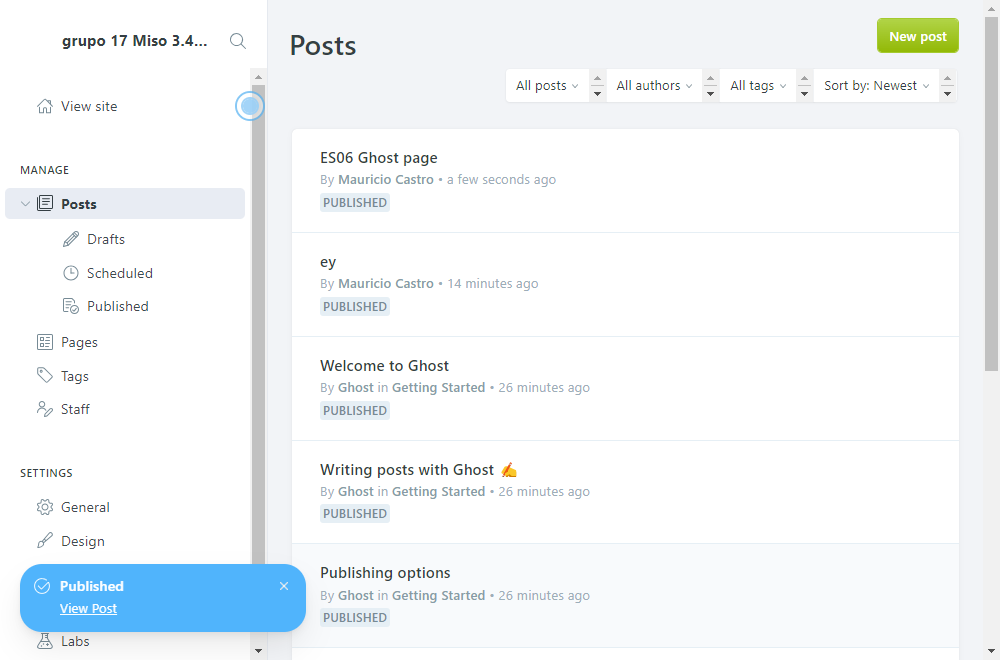 grupo 17 Miso 3.4...
View site
MANAGE
Posts
Drafts
Scheduled
Published
Pages
Tags
Staff
SETTINGS
General
Design
Published
View Post
Labs
Posts
New post
All posts
All authors
All tags
Sort by: Newest
ES06 Ghost page
By Mauricio Castro • a few seconds ago
PUBLISHED
ey
By Mauricio Castro • 14 minutes ago
PUBLISHED
Welcome to Ghost
By Ghost in Getting Started • 26 minutes ago
PUBLISHED
Writing posts with Ghost ✍️
By Ghost in Getting Started • 26 minutes ago
PUBLISHED
Publishing options
By Ghost in Getting Started • 26 minutes ago
PUBLISHED